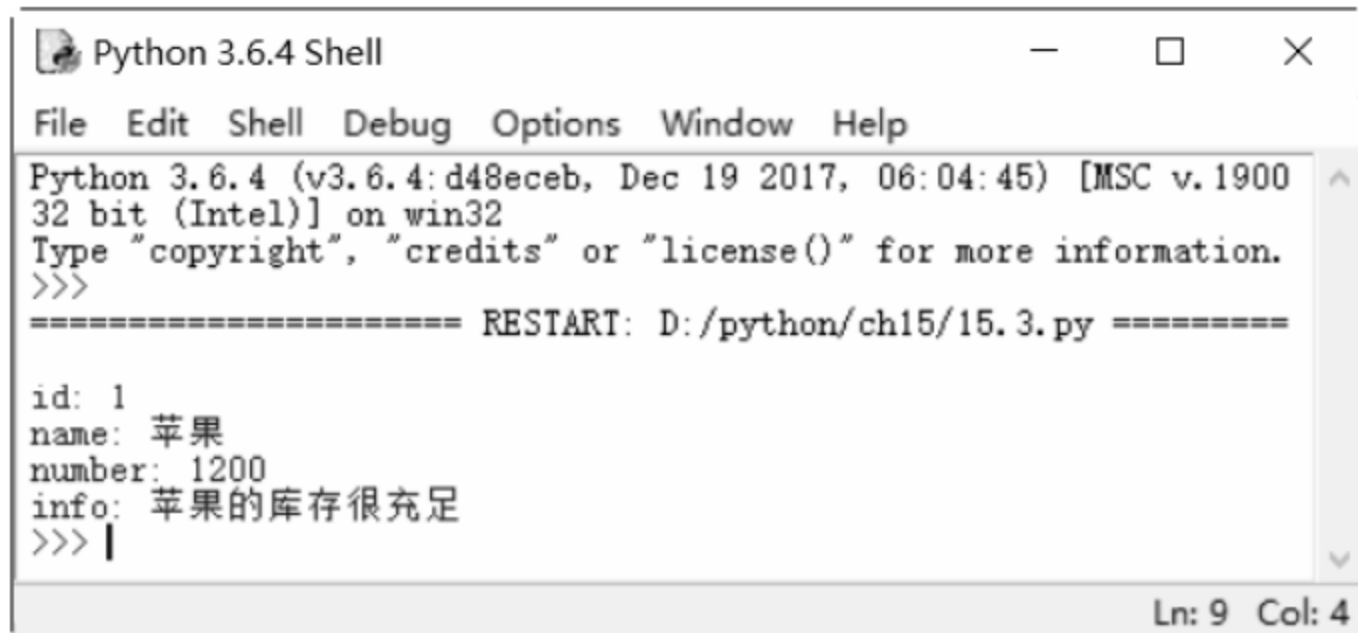 Python 3.6.4 Shell
File Edit Shell Debug Options Window Help
Python 3.6.4 (v3.6.4:d48eceb, Dec 19 2017, 06:04:45) [MSC v.1900
32 bit (Intel)] on win32
Type "copyright", "credits" or "license()" for more information.
>>>
====================== RESTART: D:/python/ch15/15.3.py =========
id: 1
name: 苹果
number: 1200
info: 苹果的库存很充足
>>>
Ln: 9 Col: 4